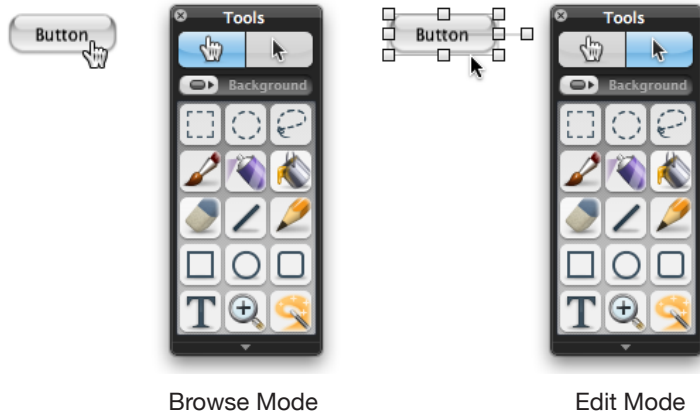 Button
Tools
Background
T
Button
Tools
Background
T
Browse Mode
Edit Mode